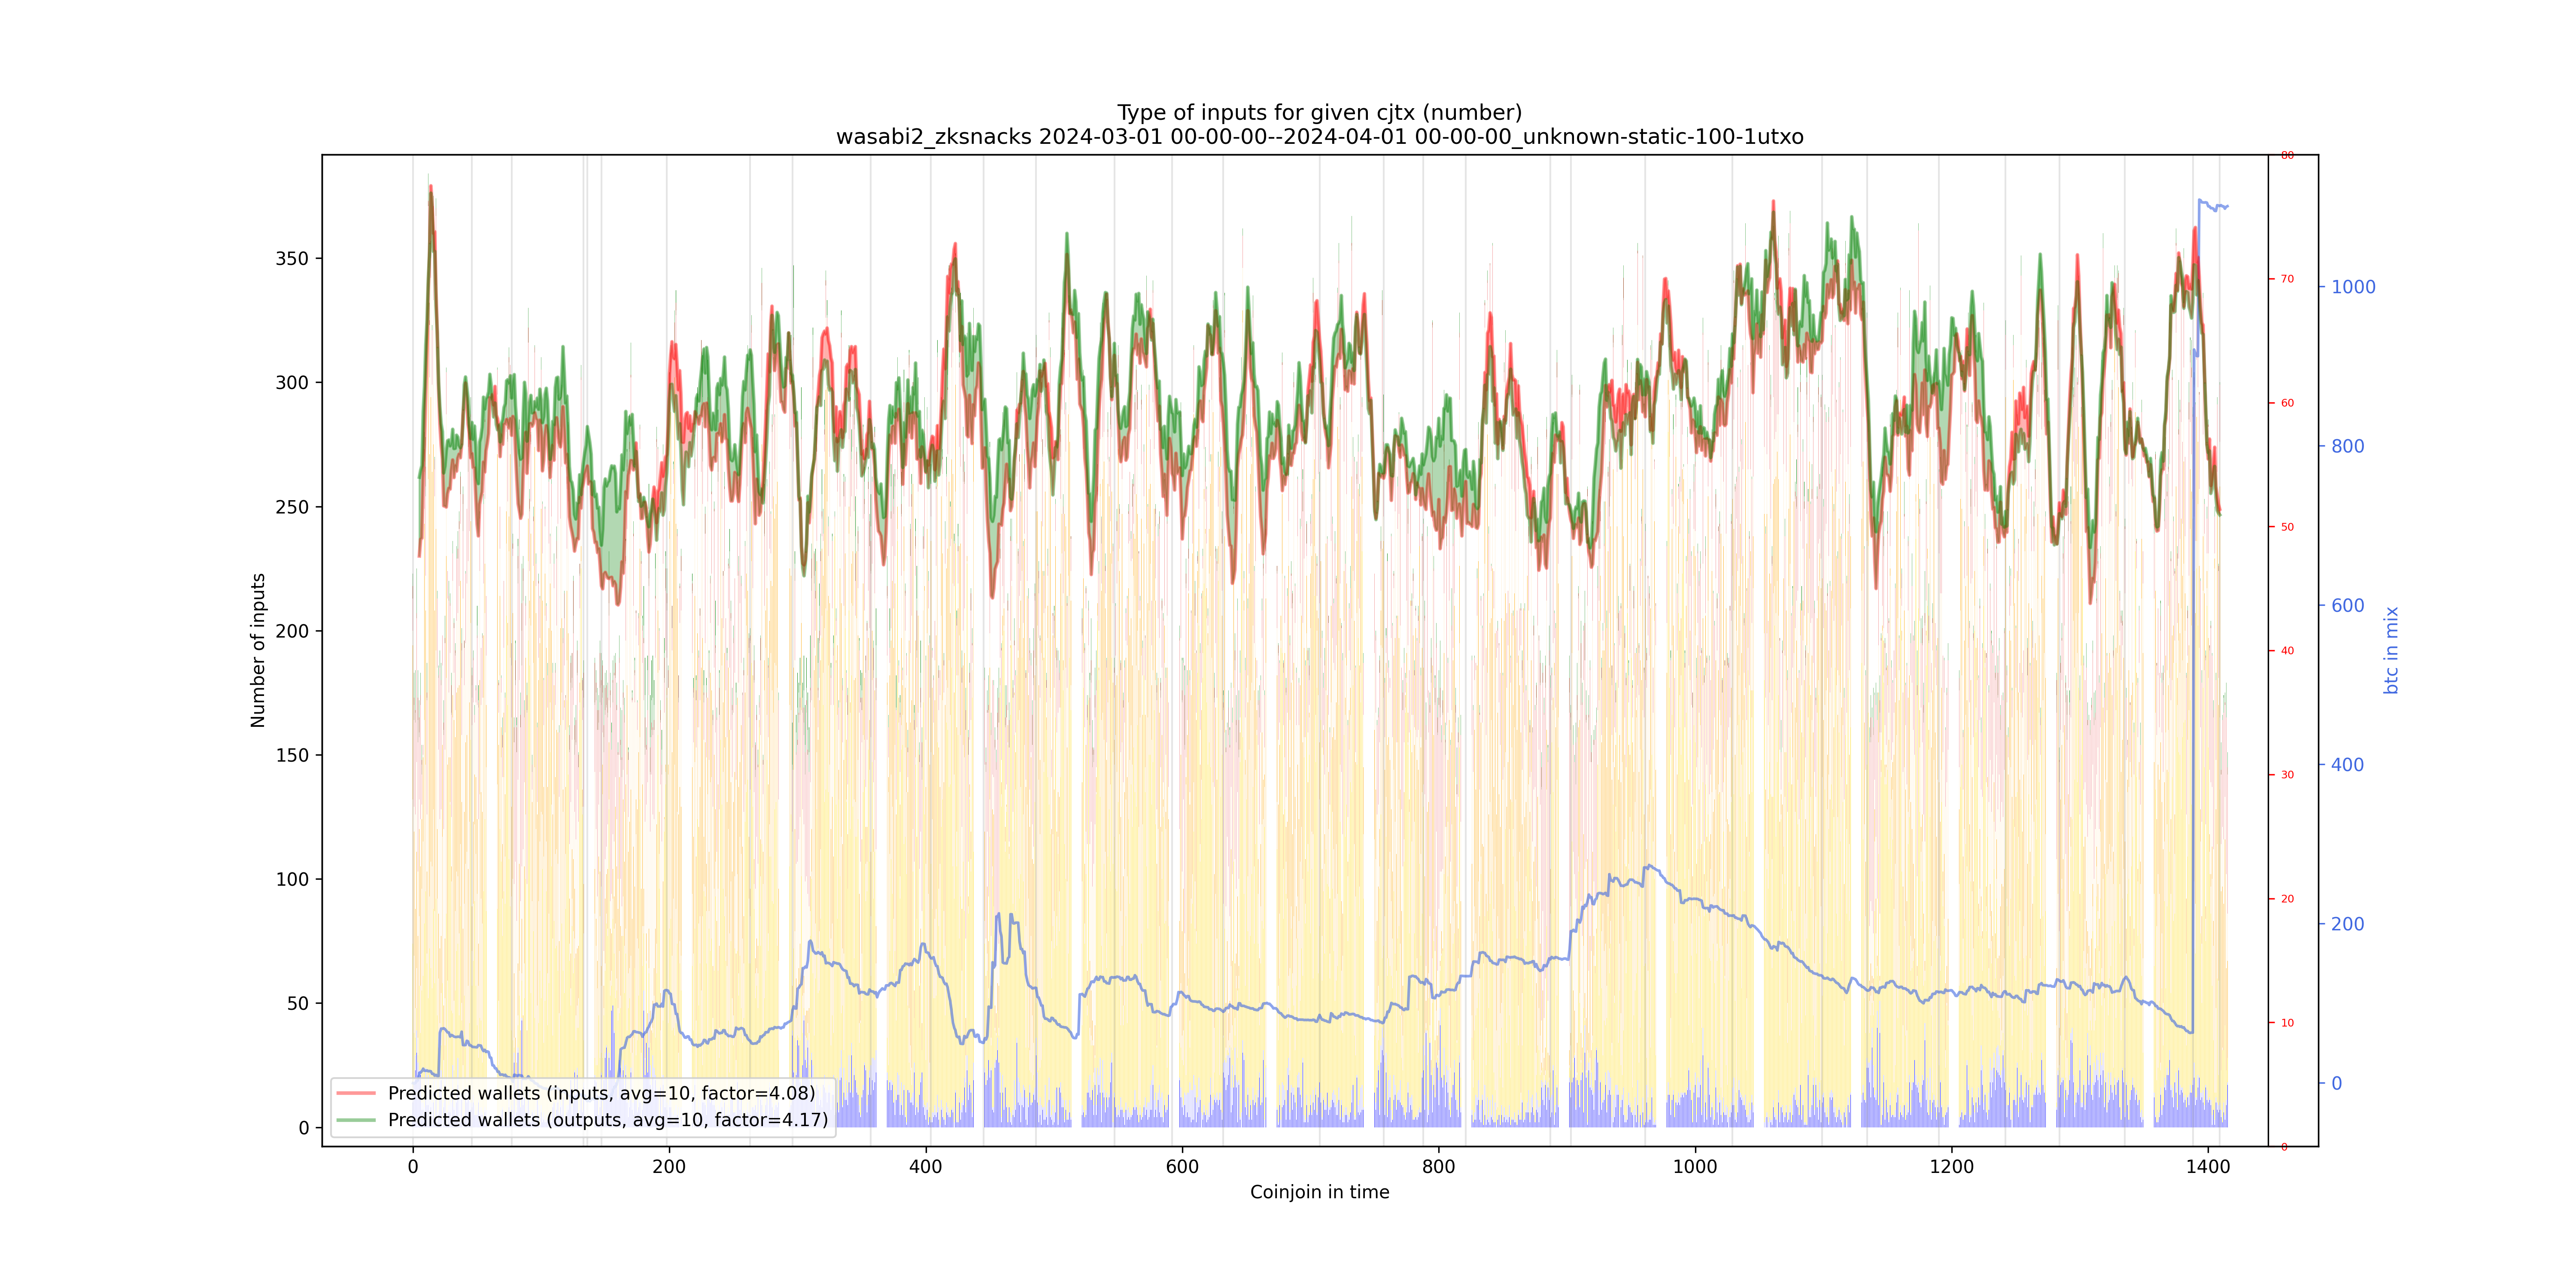 Type of inputs for given cjtx (number)
wasabi2_zksnacks 2024-03-01 00-00-00--2024-04-01 00-00-00_unknown-static-100-1utxo
Number of inputs
350
300
250
200
150
100
50
0
80
70
60
50
40
30
20
10
0
1000
800
600
400
200
0
btc in mix
Predicted wallets (inputs, avg=10, factor=4.08)
Predicted wallets (outputs, avg=10, factor=4.17)
0 200 400 600 800 1000 1200 1400
Coinjoin in time